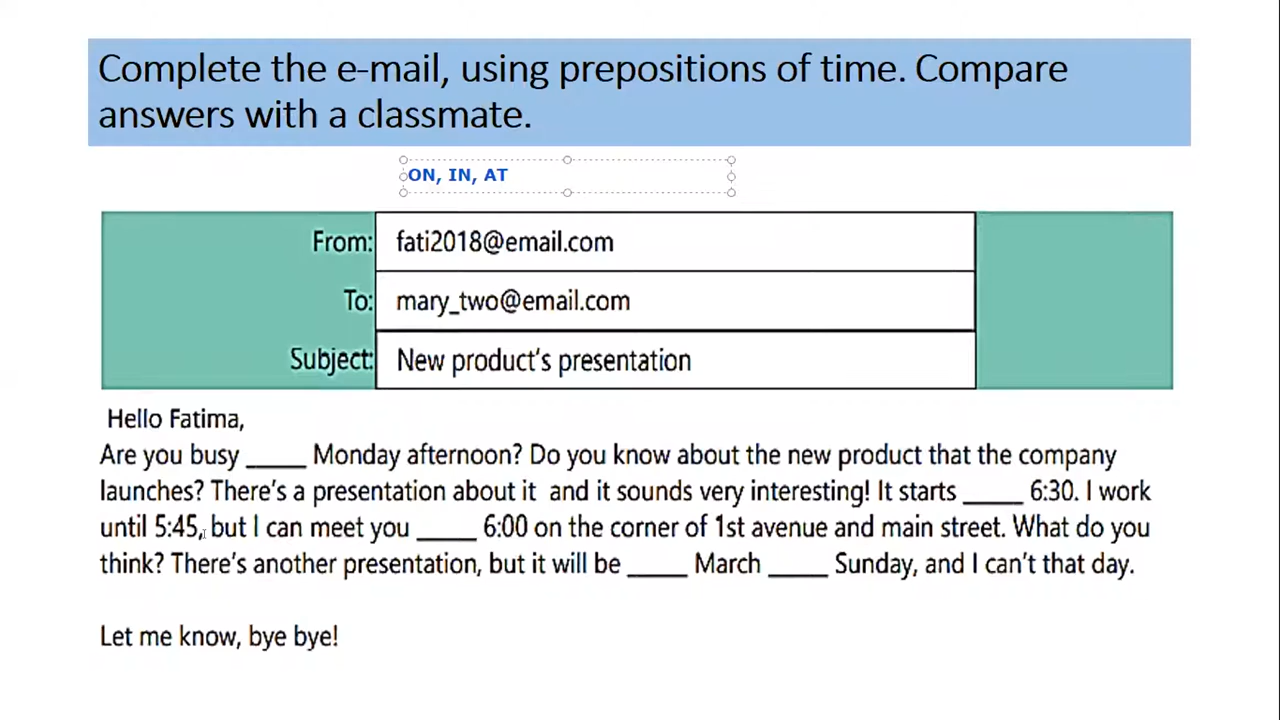 Complete the e-mail, using prepositions of time. Compare
answers with a classmate.
ON, IN, AT
From: fati2018@email.com
To: mary_two@email.com
Subject: New product's presentation
Hello Fatima,
Are you busy _____ Monday afternoon? Do you know about the new product that the company
launches? There's a presentation about it and it sounds very interesting! It starts _____ 6:30. I work
until 5:45, but I can meet you _____ 6:00 on the corner of 1st avenue and main street. What do you
think? There's another presentation, but it will be _____ March _____ Sunday, and I can't that day.
Let me know, bye bye!